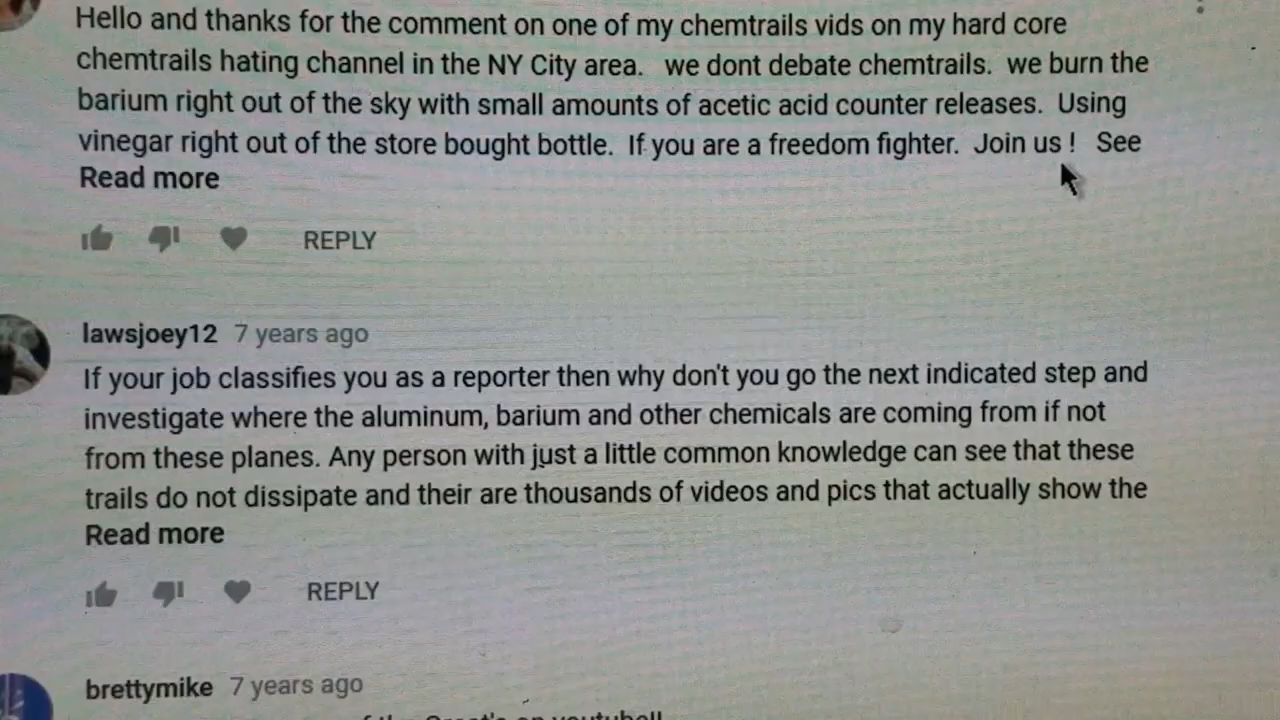 Hello and thanks for the comment on one of my chemtrails vids on my hard core
chemtrails hating channel in the NY City area. we dont debate chemtrails. we burn the
barium right out of the sky with small amounts of acetic acid counter releases. Using
vinegar right out of the store bought bottle. If you are a freedom fighter. Join us ! See
Read more
REPLY
lawsjoey12 7 years ago
If your job classifies you as a reporter then why don't you go the next indicated step and
investigate where the aluminum, barium and other chemicals are coming from if not
from these planes. Any person with just a little common knowledge can see that these
trails do not dissipate and their are thousands of videos and pics that actually show the
Read more
REPLY
brettymike 7 years ago